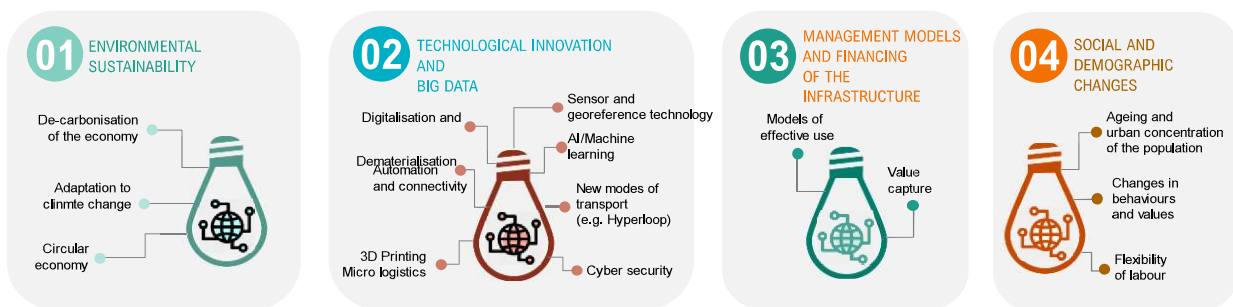 01
ENVIRONMENTAL
SUSTAINABILITY
De-carbonisation
of the economy
Adaptation to
clinmte change
Circular
economy
02
TECHNOLOGICAL INNOVATION
AND
BIG DATA
Digitalisation and
Dematerialisation
Automation
and connectivity
3D Printing
Micro logistics
Sensor and
georeference technology
AI/Machine
learning
New modes of
transport
(e.g. Hyperloop)
Cyber security
03
MANAGEMENT MODELS
AND FINANCING
OF THE
INFRASTRUCTURE
Models of
effective use
Value
capture
04
SOCIAL AND
DEMOGRAPHIC
CHANGES
Ageing and
urban concentration
of the population
Changes in
behaviours
and values
Flexibility
of labour